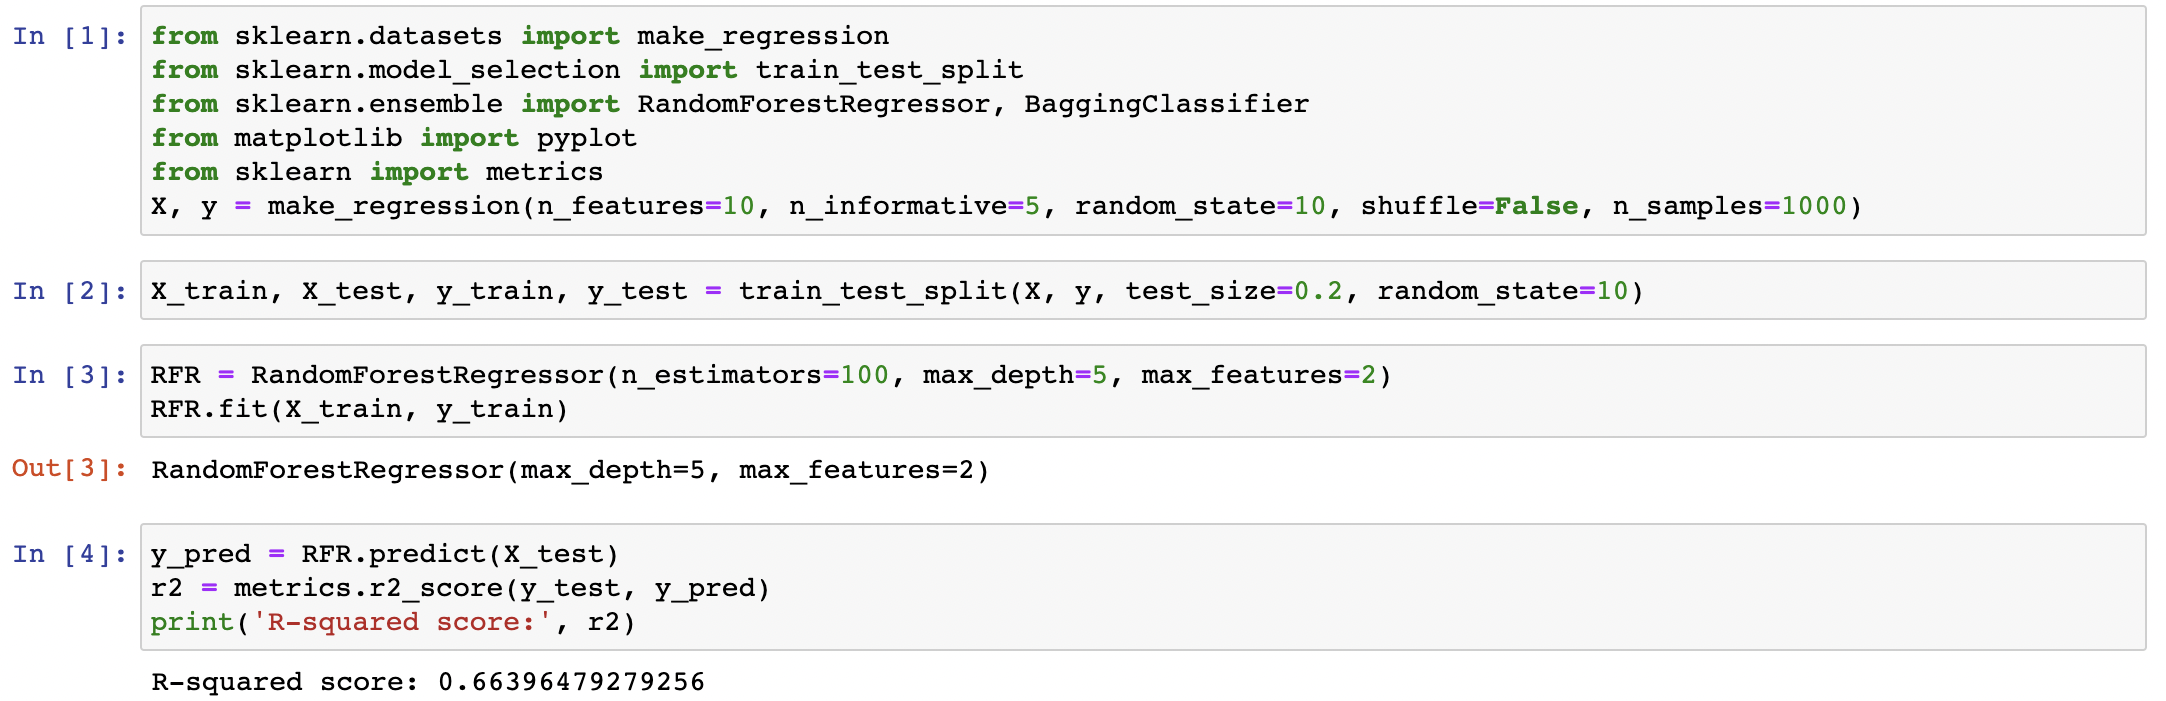 In [1]: from sklearn.datasets import make_regression
from sklearn.model_selection import train_test_split
from sklearn.ensemble import RandomForestRegressor, BaggingClassifier
from matplotlib import pyplot
from sklearn import metrics
X, y = make_regression(n_features=10, n_informative=5, random_state=10, shuffle=False, n_samples=1000)
In [2]: X_train, X_test, y_train, y_test = train_test_split(X, y, test_size=0.2, random_state=10)
In [3]: RFR = RandomForestRegressor(n_estimators=100, max_depth=5, max_features=2)
RFR.fit(X_train, y_train)
Out[3]: RandomForestRegressor(max_depth=5, max_features=2)
In [4]: y_pred = RFR.predict(X_test)
r2 = metrics.r2_score(y_test, y_pred)
print('R-squared score:', r2)
R-squared score: 0.66396479279256